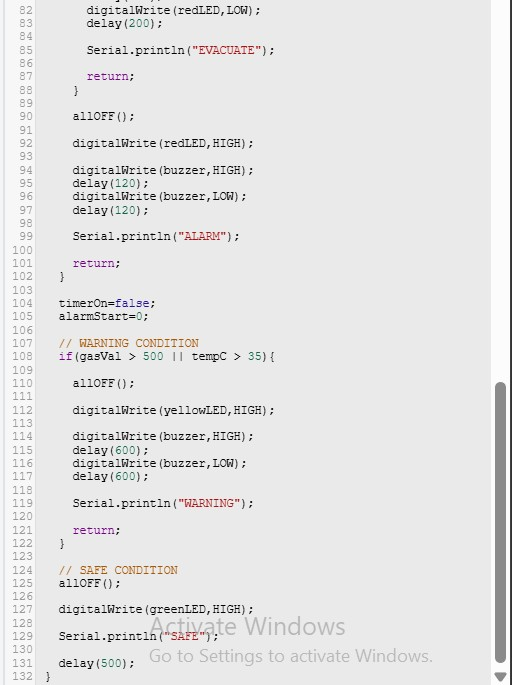 82 digitalWrite(redLED,LOW);
83 delay(200);
84
85 Serial.println("EVACUATE");
86
87 return;
88 }
89
90 allOFF();
91
92 digitalWrite(redLED,HIGH);
93
94 digitalWrite(buzzer,HIGH);
95 delay(120);
96 digitalWrite(buzzer,LOW);
97 delay(120);
98
99 Serial.println("ALARM");
100
101 return;
102 }
103
104 timerOn=false;
105 alarmStart=0;
106
107 // WARNING CONDITION
108 if(gasVal > 500 || tempC > 35){
109
110 allOFF();
111
112 digitalWrite(yellowLED,HIGH);
113
114 digitalWrite(buzzer,HIGH);
115 delay(600);
116 digitalWrite(buzzer,LOW);
117 delay(600);
118
119 Serial.println("WARNING");
120
121 return;
122 }
123
124 // SAFE CONDITION
125 allOFF();
126
127 digitalWrite(greenLED,HIGH);
128
Activate Windows
129 Serial.println("SAFE");
130
Go to Settings to activate Windows.
131 delay(500);
132 }